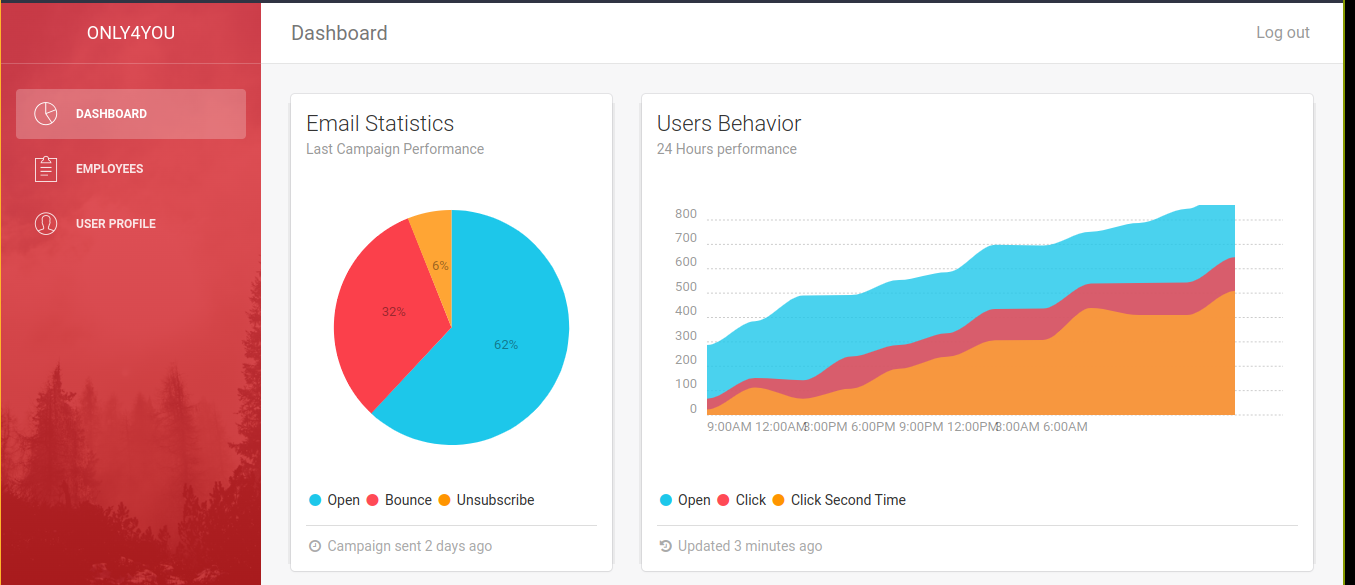 ONLY4YOU
Dashboard
Log out
DASHBOARD
EMPLOYEES
USER PROFILE
Email Statistics
Last Campaign Performance
6%
32%
62%
Open Bounce Unsubscribe
Campaign sent 2 days ago
Users Behavior
24 Hours performance
800
700
600
500
400
300
200
100
0
9:00AM 12:00AM 3:00PM 6:00PM 9:00PM 12:00PM 3:00AM 6:00AM
Open Click Click Second Time
Updated 3 minutes ago